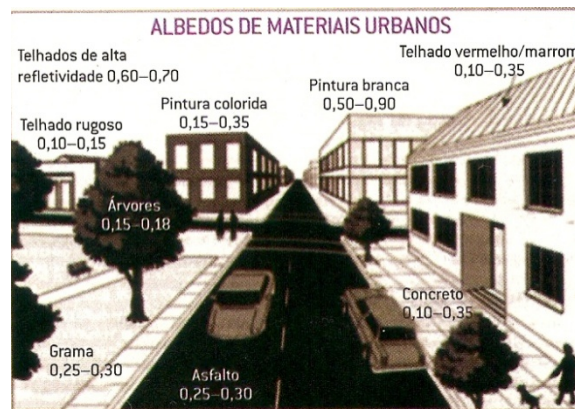 ALBEDOS DE MATERIAIS URBANOS
Telhados de alta
refletividade 0,60–0,70
Telhado vermelho/marrom
0,10–0,35
Pintura colorida
0,15–0,35
Pintura branca
0,50–0,90
Telhado rugoso
0,10–0,15
Árvores
0,15–0,18
Concreto
0,10–0,35
Grama
0,25–0,30
Asfalto
0,25–0,30